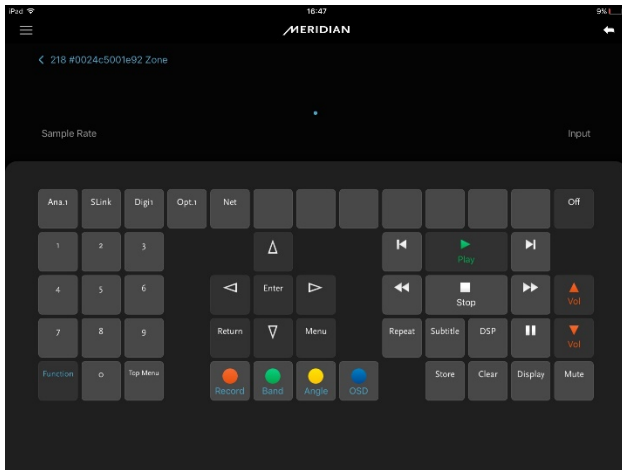 iPad 16:47 9%
MERIDIAN
218 #0024c5001e92 Zone
Sample Rate Input
Ana.1 SLink Digi1 Opt.1 Net Off
1 2 3
Play
4 5 6 Enter Stop Vol
7 8 9 Return Menu Repeat Subtitle DSP Vol
Function 0 Top Menu Record Band Angle OSD Store Clear Display Mute